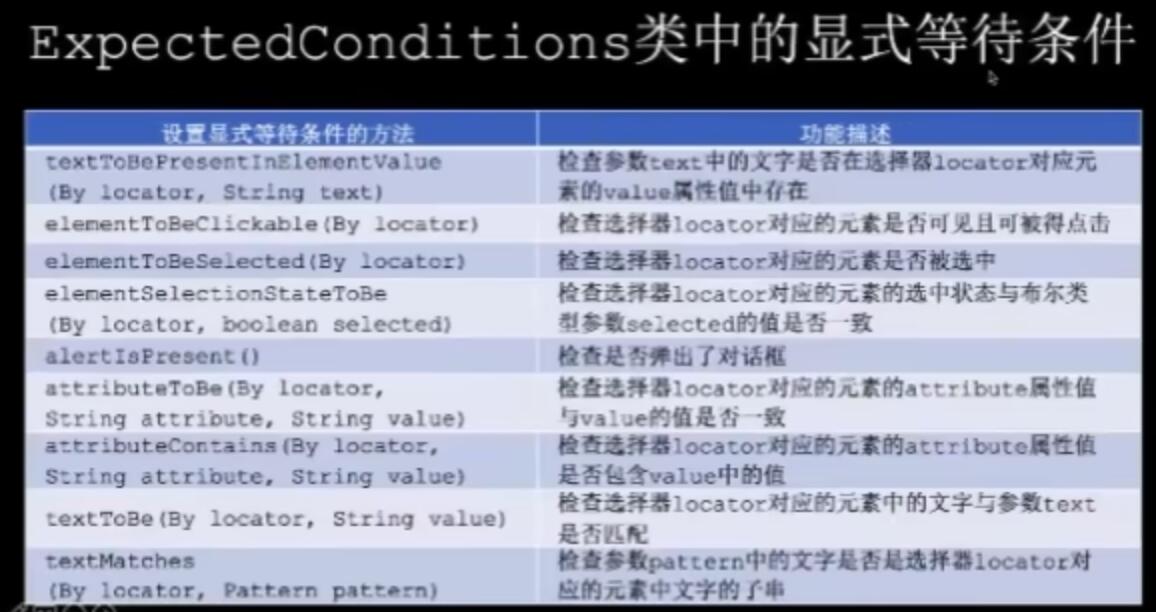 ExpectedConditions类中的显式等待条件
设置显式等待条件的方法
功能描述
textToBePresentInElementValue
(By locator, String text)
检查参数text中的文字是否在选择器locator对应元
素的value属性值中存在
elementToBeClickable(By locator)
检查选择器locator对应的元素是否可见且可被得点击
elementToBeSelected(By locator)
检查选择器locator对应的元素是否被选中
elementSelectionStateToBe
(By locator, boolean selected)
检查选择器locator对应的元素的选中状态与布尔类
型参数selected的值是否一致
alertIsPresent()
检查是否弹出了对话框
attributeToBe(By locator,
String attribute, String value)
检查选择器locator对应的元素的attribute属性值
与value的值是否一致
attributeContains(By locator,
String attribute, String value)
检查选择器locator对应的元素的attribute属性值
是否包含value中的值
textToBe(By locator, String value)
检查选择器locator对应的元素中的文字与参数text
是否匹配
textMatches
(By locator, Pattern pattern)
检查参数pattern中的文字是否是选择器locator对
应的元素中文字的子串